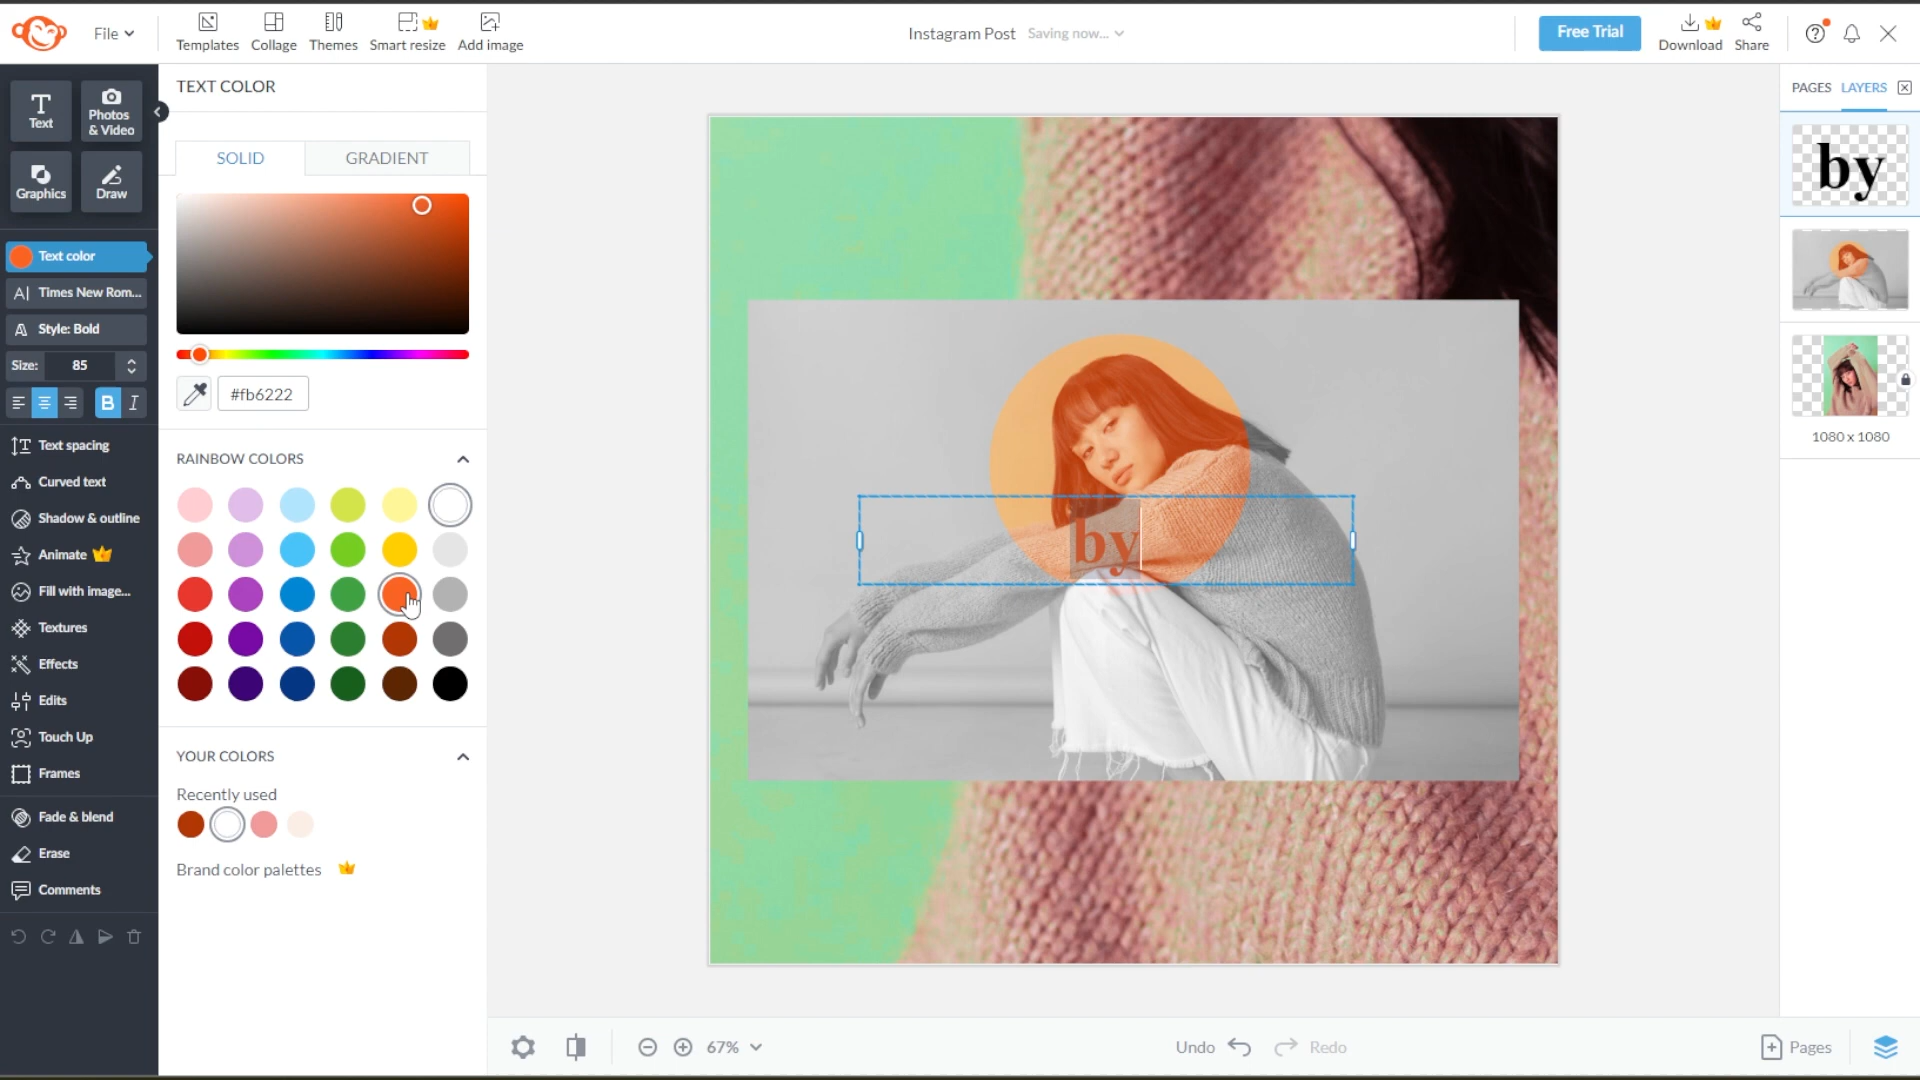 File
Templates
Collage
Themes
Smart resize
Add image
Instagram Post
Saving now...
Free Trial
Download
Share
Text
Photos
& Video
Graphics
Draw
Text color
A| Times New Rom...
Style: Bold
Size: 85
B I
Text spacing
Curved text
Shadow & outline
Animate
Fill with image...
Textures
Effects
Edits
Touch Up
Frames
Fade & blend
Erase
Comments
TEXT COLOR
SOLID
GRADIENT
#fb6222
RAINBOW COLORS
YOUR COLORS
Recently used
Brand color palettes
by
PAGES
LAYERS
by
1080 x 1080
67%
Undo
Redo
Pages